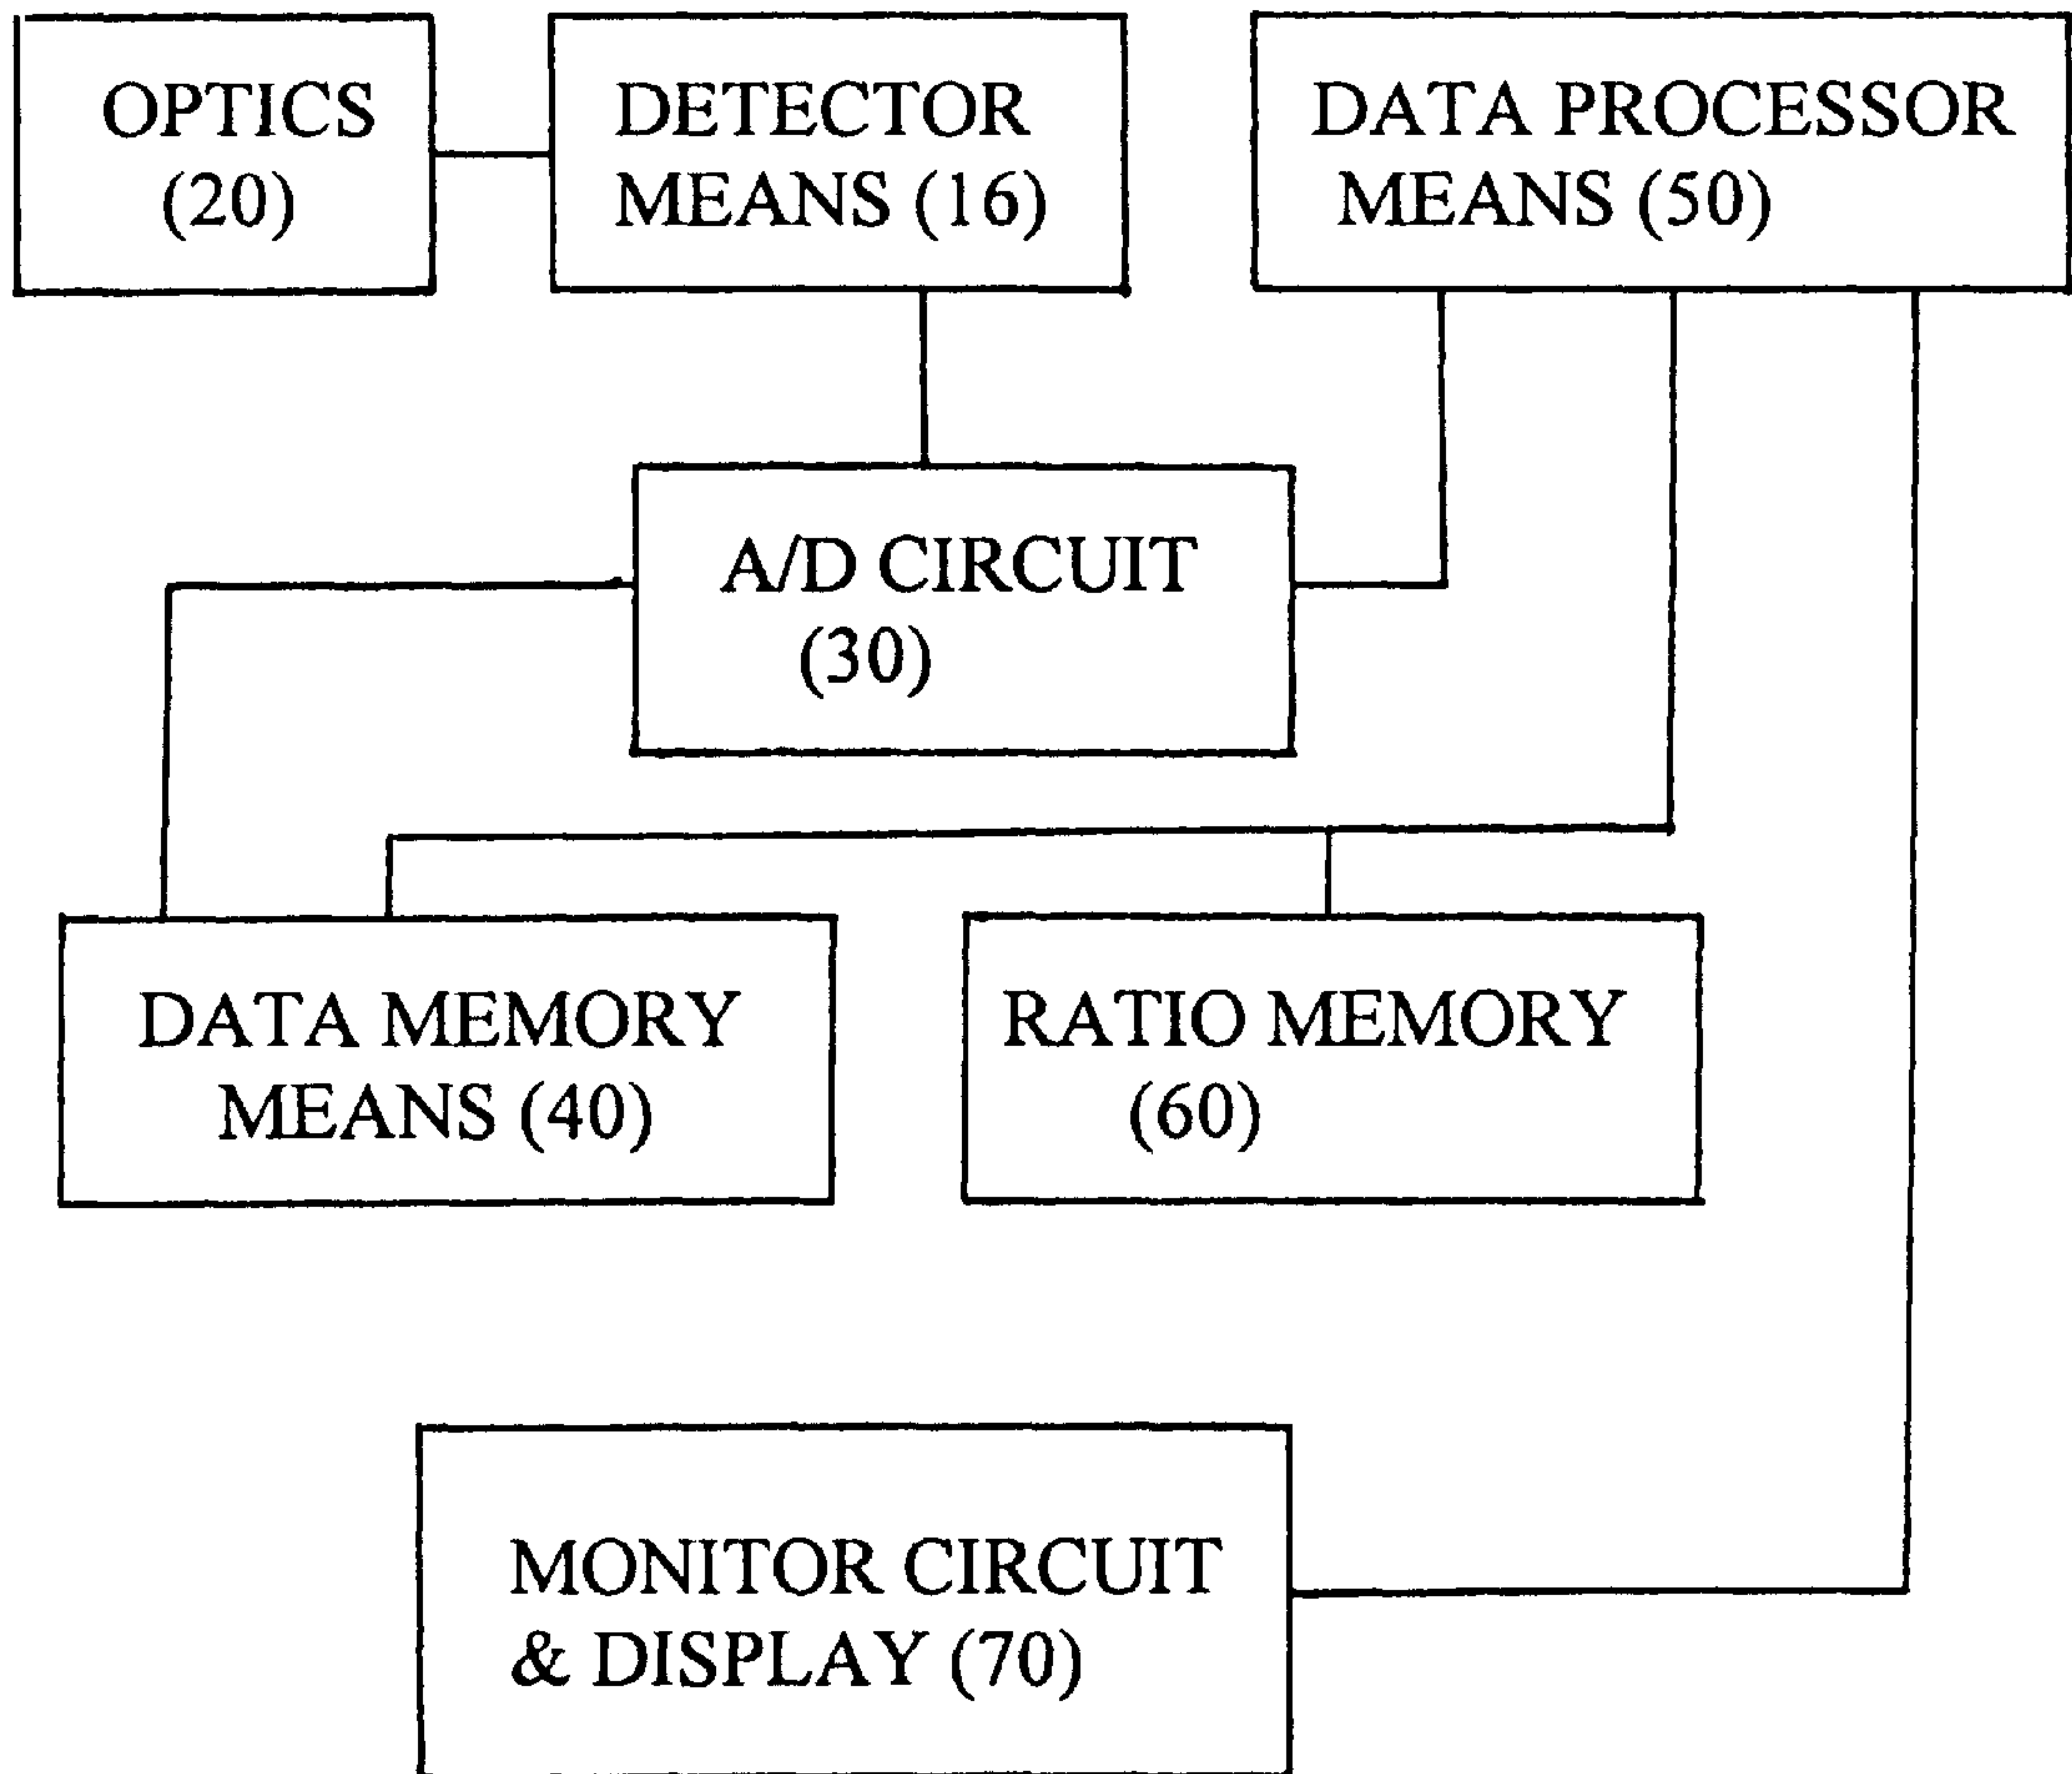 OPTICS
(20)
DETECTOR
MEANS (16)
DATA PROCESSOR
MEANS (50)
A/D CIRCUIT
(30)
DATA MEMORY
MEANS (40)
RATIO MEMORY
(60)
MONITOR CIRCUIT
& DISPLAY (70)